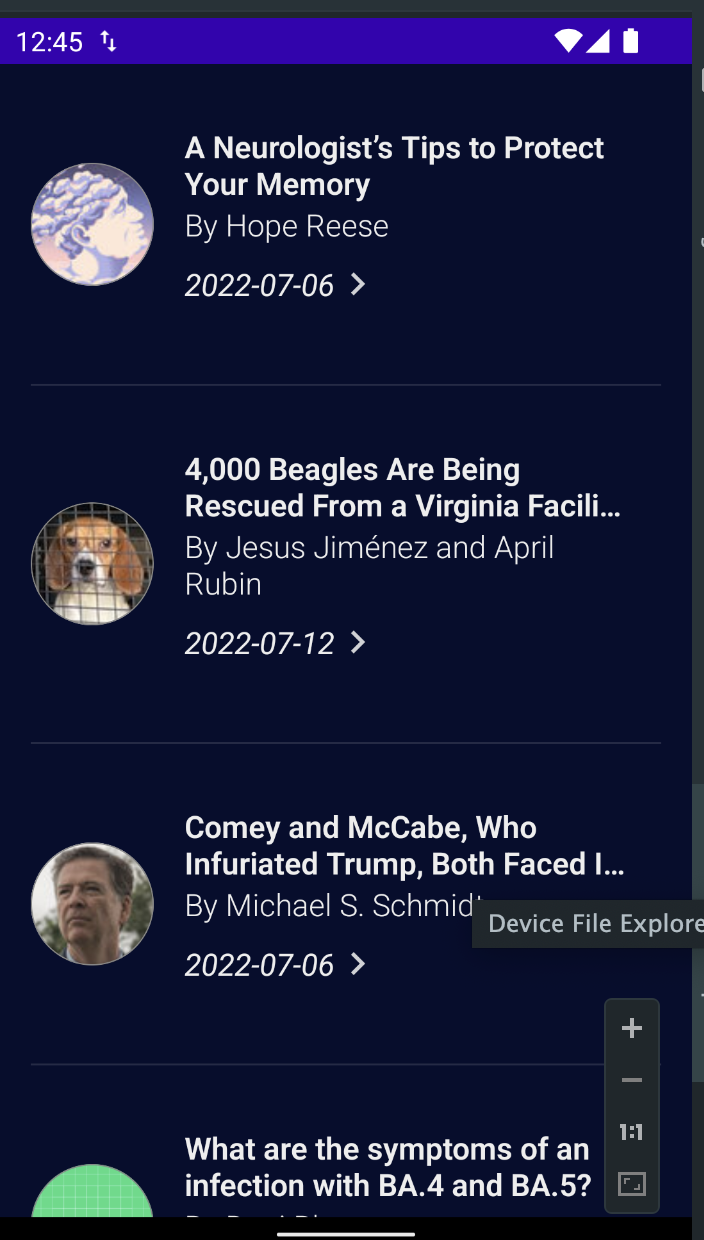 12:45
A Neurologist’s Tips to Protect
Your Memory
By Hope Reese
2022-07-06
4,000 Beagles Are Being
Rescued From a Virginia Facili…
By Jesus Jiménez and April
Rubin
2022-07-12
Comey and McCabe, Who
Infuriated Trump, Both Faced I…
By Michael S. Schmidt
Device File Explore
2022-07-06
1:1
What are the symptoms of an
infection with BA.4 and BA.5?